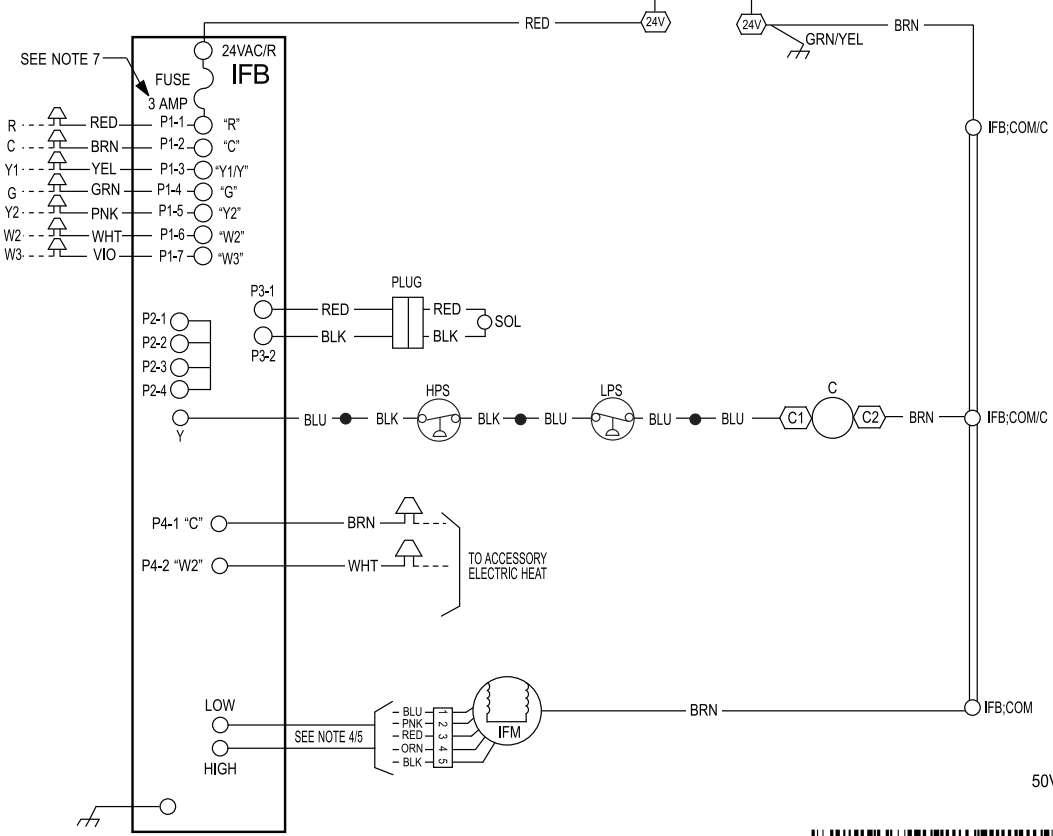 RED
24V
24V
BRN
GRN/YEL
SEE NOTE 7
24VAC/R
IFB
FUSE
3 AMP
R RED P1-1 "R"
C BRN P1-2 "C"
Y1 YEL P1-3 "Y1/Y"
G GRN P1-4 "G"
Y2 PNK P1-5 "Y2"
W2 WHT P1-6 "W2"
W3 VIO P1-7 "W3"
IFB;COM/C
P3-1
PLUG
RED RED
SOL
BLK BLK
P3-2
P2-1
P2-2
P2-3
P2-4
HPS LPS C
Y
BLU BLK BLK BLU BLU BLU C1 C2 BRN IFB;COM/C
P4-1 "C" BRN
P4-2 "W2" WHT
TO ACCESSORY
ELECTRIC HEAT
LOW
HIGH
SEE NOTE 4/5
BLU 1
PNK 2
RED 3
ORN 4
BLK 5
IFM
BRN
IFB;COM
50V